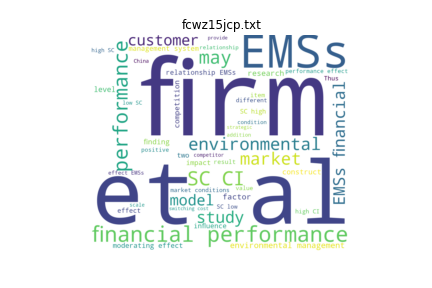 fcwz15jcp.txt
high SC
customer
provide
relationship
management system
may
EMSs
China
relationship EMSs
research
performance effect
Thus
level
performance
low SC
competition
item
different
firm
SC high
condition
strategic
addition
EMSs financial
finding
positive
environmental
two
competitor
impact
result
market
construct
effect EMSs
SC CI
market conditions
value
et al
scale
effect
model
switching cost
factor
SC low
study
influence
high CI
financial performance
moderating effect
environmental management